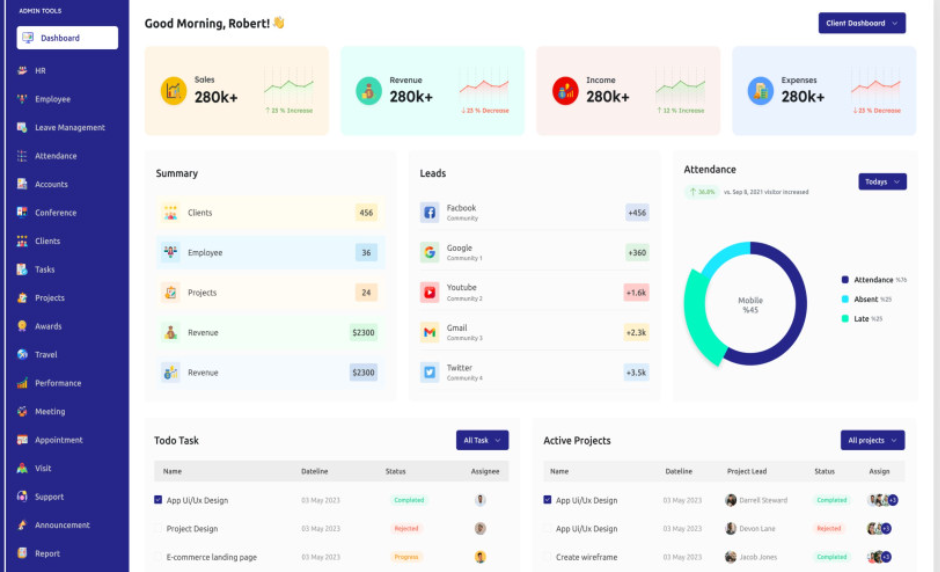 ADMIN TOOLS
Dashboard
HR
Employee
Leave Management
Attendance
Accounts
Conference
Clients
Tasks
Projects
Awards
Travel
Performance
Meeting
Appointment
Visit
Support
Announcement
Report
Good Morning, Robert! 👋
Client Dashboard
Sales
280k+
↑ 23 % Increase
Revenue
280k+
↓ 23 % Decrease
Income
280k+
↑ 12 % Increase
Expenses
280k+
↓ 23 % Decrease
Summary
Clients 456
Employee 36
Projects 24
Revenue $2300
Revenue $2300
Leads
Facbook
Community
+456
Google
Community 1
+360
Youtube
Community 2
+1.6k
Gmail
Community 3
+2.3k
Twitter
Community 4
+3.5k
Attendance
Todays
↑ 36.8% vs. Sep 8, 2021 visitor increased
Mobile
%45
Attendance %76
Absent %25
Late %25
Todo Task
All Task
Name Dateline Status Assignee
App Ui/Ux Design 03 May 2023 Completed
Project Design 03 May 2023 Rejected
E-commerce landing page 03 May 2023 Progress
Active Projects
All projects
Name Dateline Project Lead Status Assign
App Ui/Ux Design 03 May 2023 Darrell Steward Completed +3
App Ui/Ux Design 03 May 2023 Devon Lane Rejected +3
Create wireframe 03 May 2023 Jacob Jones Completed +3